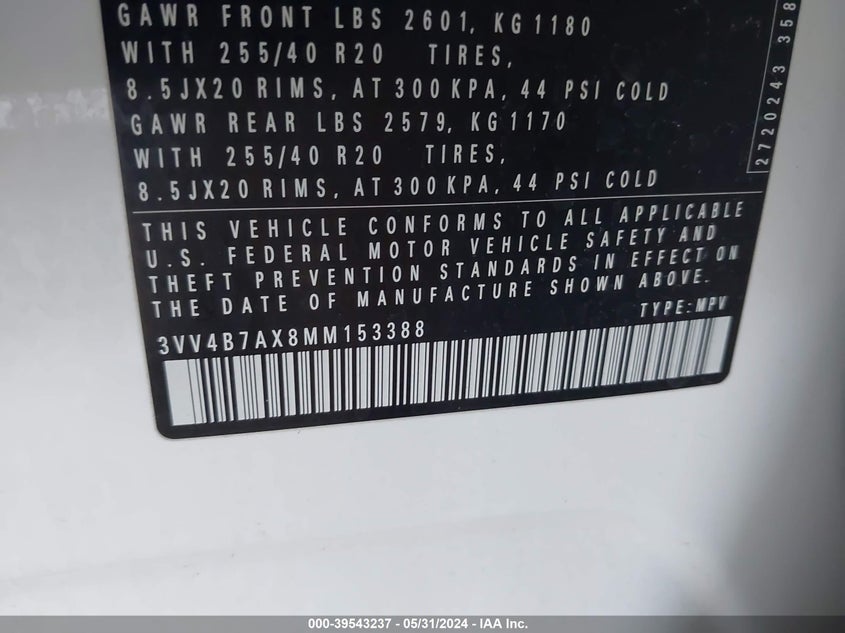 GAWR FRONT LBS 2601, KG 1180
WITH 255/40 R20 TIRES,
8.5JX20 RIMS, AT 300 KPA, 44 PSI COLD
GAWR REAR LBS 2579, KG 1170
WITH 255/40 R20 TIRES,
8.5JX20 RIMS, AT 300 KPA, 44 PSI COLD
2720243 358
THIS VEHICLE CONFORMS TO ALL APPLICABLE
U.S. FEDERAL MOTOR VEHICLE SAFETY AND
THEFT PREVENTION STANDARDS IN EFFECT ON
THE DATE OF MANUFACTURE SHOWN ABOVE.
TYPE:MPV
3VV4B7AX8MM153388
000-39543237 - 05/31/2024 - IAA Inc.